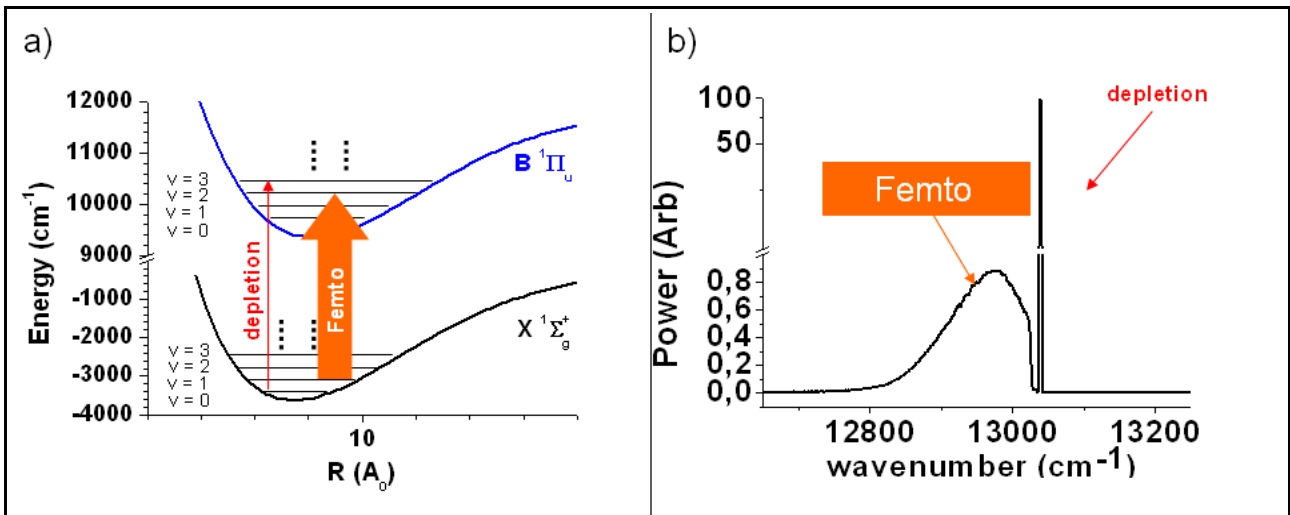 a)
12000
11000
10000
9000
-1000
-2000
-3000
-4000
Energy (cm-1)
v = 3
v = 2
v = 1
v = 0
v = 3
v = 2
v = 1
v = 0
depletion
Femto
B ¹Πu
X ¹Σg+
10
R (A₀)
b)
100
50
0,8
0,6
0,4
0,2
0,0
Power (Arb)
depletion
Femto
12800 13000 13200
wavenumber (cm-1)